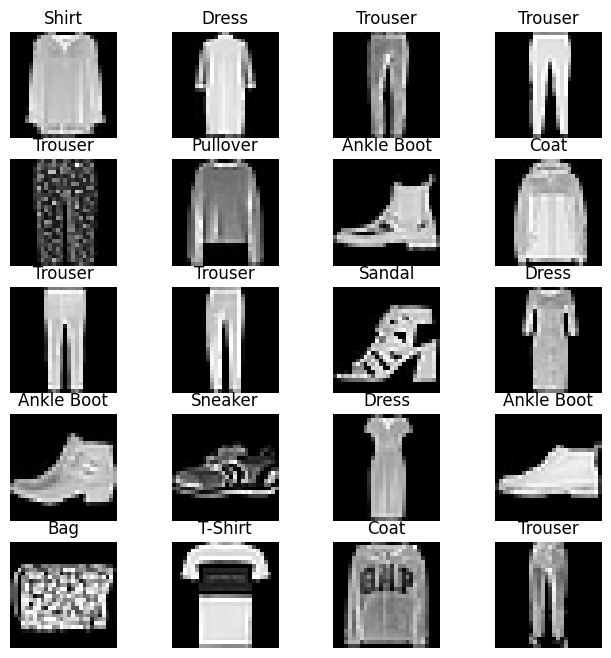 Shirt Dress Trouser Trouser
Trouser Pullover Ankle Boot Coat
Trouser Trouser Sandal Dress
Ankle Boot Sneaker Dress Ankle Boot
Bag T-Shirt Coat Trouser
GAP